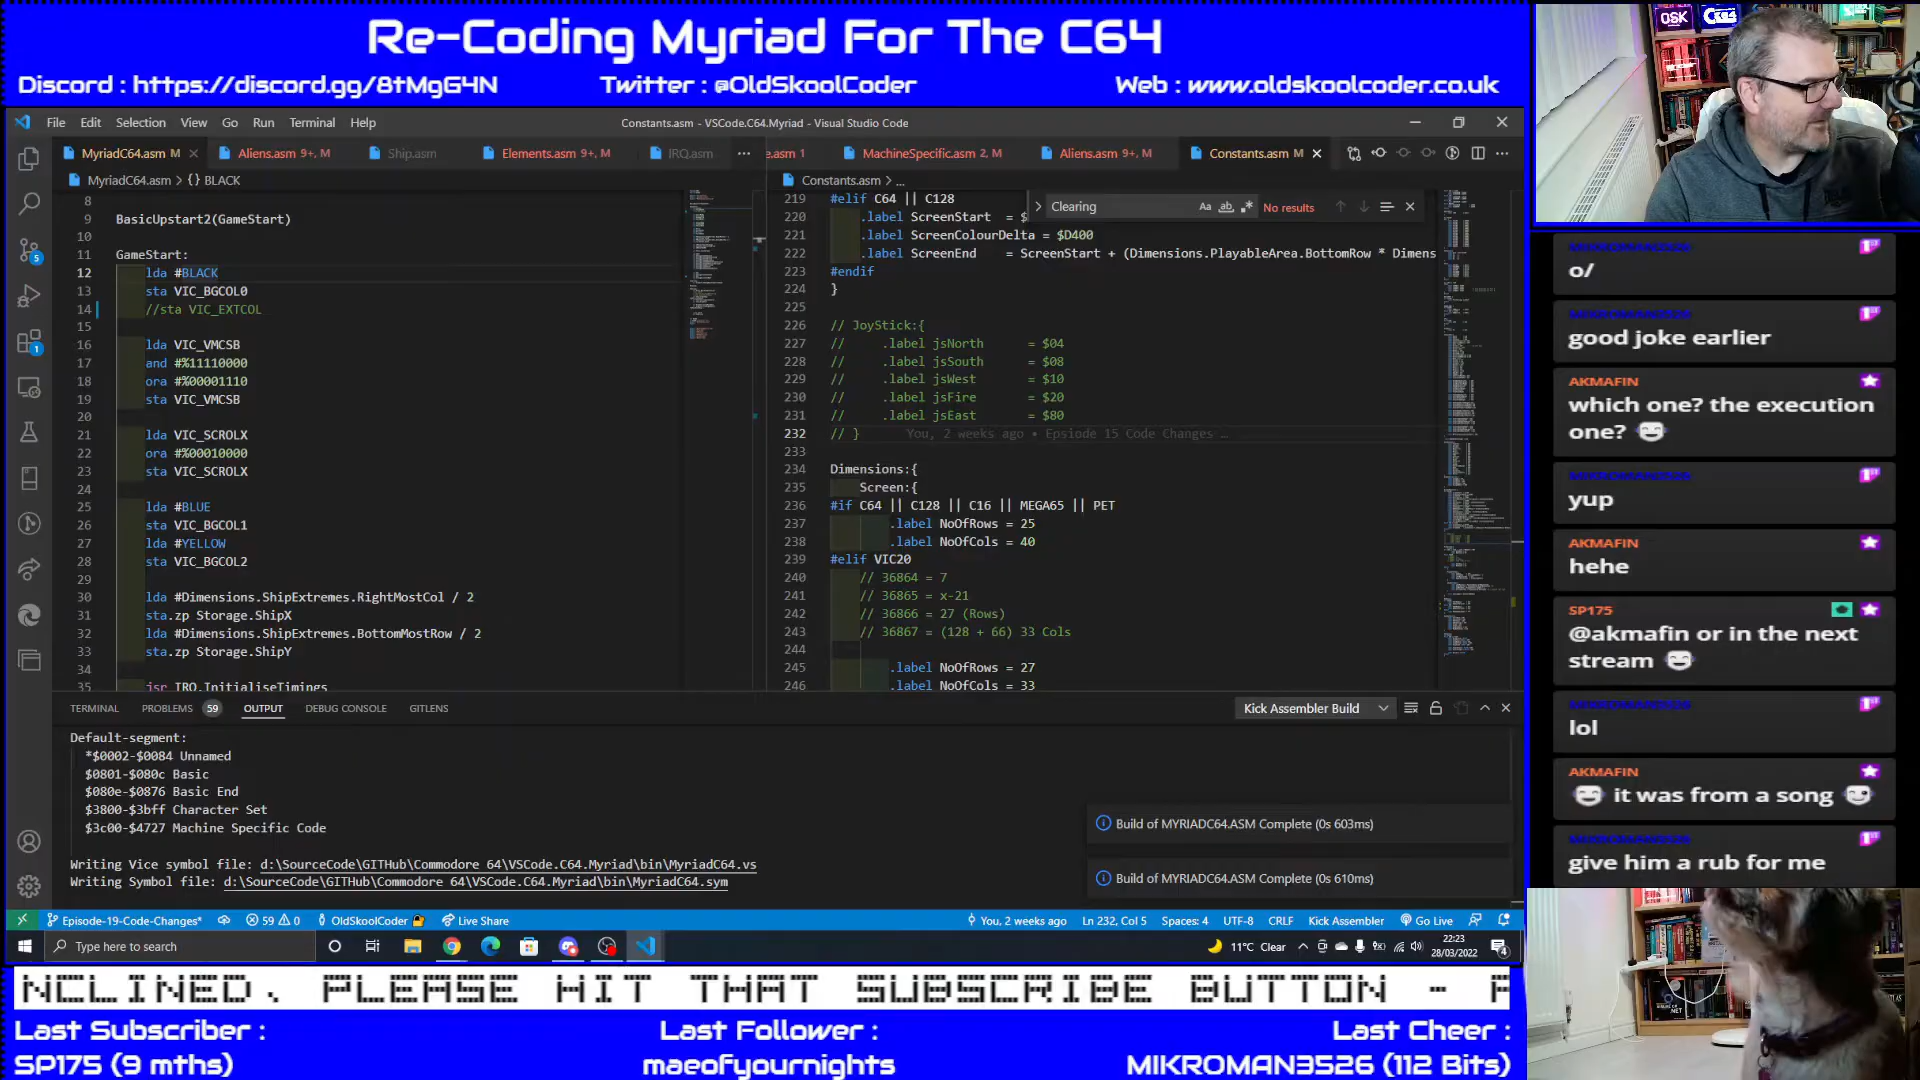 Re-Coding Myriad For The C64
Discord : https://discord.gg/8tMgG4N
Twitter : @OldSkoolCoder
Web : www.oldskoolcoder.co.uk
File Edit Selection View Go Run Terminal Help
Constants.asm - VSCode.C64.Myriad - Visual Studio Code
MyriadC64.asm M
Aliens.asm 9+, M
Ship.asm
Elements.asm 9+, M
IRQ.asm
e.asm 1
MachineSpecific.asm 2, M
Aliens.asm 9+, M
Constants.asm M
MyriadC64.asm > {} BLACK
8
9 BasicUpstart2(GameStart)
10
11 GameStart:
12 lda #BLACK
13 sta VIC_BGCOL0
14 //sta VIC_EXTCOL
15
16 lda VIC_VMCSB
17 and #%11110000
18 ora #%00001110
19 sta VIC_VMCSB
20
21 lda VIC_SCROLX
22 ora #%00010000
23 sta VIC_SCROLX
24
25 lda #BLUE
26 sta VIC_BGCOL1
27 lda #YELLOW
28 sta VIC_BGCOL2
29
30 lda #Dimensions.ShipExtremes.RightMostCol / 2
31 sta.zp Storage.ShipX
32 lda #Dimensions.ShipExtremes.BottomMostRow / 2
33 sta.zp Storage.ShipY
34
35 jsr IRQ.InitialiseTimings
Constants.asm > ...
Clearing
Aa ab .*
No results
219 #elif C64 || C128
220 .label ScreenStart = $
221 .label ScreenColourDelta = $D400
222 .label ScreenEnd = ScreenStart + (Dimensions.PlayableArea.BottomRow * Dimens
223 #endif
224 }
225
226 // JoyStick:{
227 // .label jsNorth = $04
228 // .label jsSouth = $08
229 // .label jsWest = $10
230 // .label jsFire = $20
231 // .label jsEast = $80
232 // } You, 2 weeks ago • Epsiode 15 Code Changes …
233
234 Dimensions:{
235 Screen:{
236 #if C64 || C128 || C16 || MEGA65 || PET
237 .label NoOfRows = 25
238 .label NoOfCols = 40
239 #elif VIC20
240 // 36864 = 7
241 // 36865 = x-21
242 // 36866 = 27 (Rows)
243 // 36867 = (128 + 66) 33 Cols
244
245 .label NoOfRows = 27
246 .label NoOfCols = 33
TERMINAL PROBLEMS 59 OUTPUT DEBUG CONSOLE GITLENS
Kick Assembler Build
Default-segment:
*$0002-$0084 Unnamed
$0801-$080c Basic
$080e-$0876 Basic End
$3800-$3bff Character Set
$3c00-$4727 Machine Specific Code
Writing Vice symbol file: d:\SourceCode\GITHub\Commodore 64\VSCode.C64.Myriad\bin\MyriadC64.vs
Writing Symbol file: d:\SourceCode\GITHub\Commodore 64\VSCode.C64.Myriad\bin\MyriadC64.sym
Build of MYRIADC64.ASM Complete (0s 603ms)
Build of MYRIADC64.ASM Complete (0s 610ms)
Episode-19-Code-Changes* 59 0 OldSkoolCoder Live Share
You, 2 weeks ago Ln 232, Col 5 Spaces: 4 UTF-8 CRLF Kick Assembler Go Live
Type here to search
11°C Clear
22:23
28/03/2022
4
5
1
OSK
C64
o/
good joke earlier
AKMAFIN
which one? the execution
one?
yup
AKMAFIN
hehe
SP175
@akmafin or in the next
stream
lol
AKMAFIN
it was from a song
give him a rub for me
NCLINED. PLEASE HIT THAT SUBSCRIBE BUTTON -
Last Subscriber :
SP175 (9 mths)
Last Follower :
maeofyournights
Last Cheer :
MIKROMAN3526 (112 Bits)